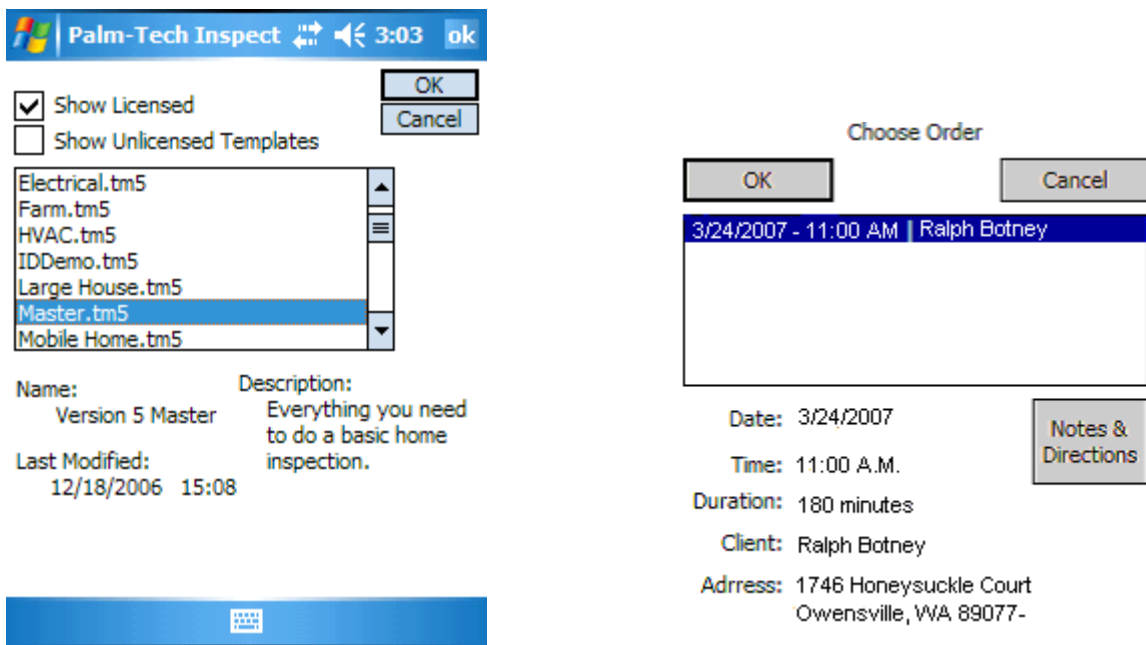 Palm-Tech Inspect 3:03 ok
OK
Show Licensed
Cancel
Show Unlicensed Templates
Electrical.tm5
Farm.tm5
HVAC.tm5
IDDemo.tm5
Large House.tm5
Master.tm5
Mobile Home.tm5
Name:
Version 5 Master
Last Modified:
12/18/2006 15:08
Description:
Everything you need
to do a basic home
inspection.
Choose Order
OK Cancel
3/24/2007 - 11:00 AM | Ralph Botney
Date: 3/24/2007
Time: 11:00 A.M.
Duration: 180 minutes
Client: Ralph Botney
Adrress: 1746 Honeysuckle Court
Owensville, WA 89077-
Notes &
Directions